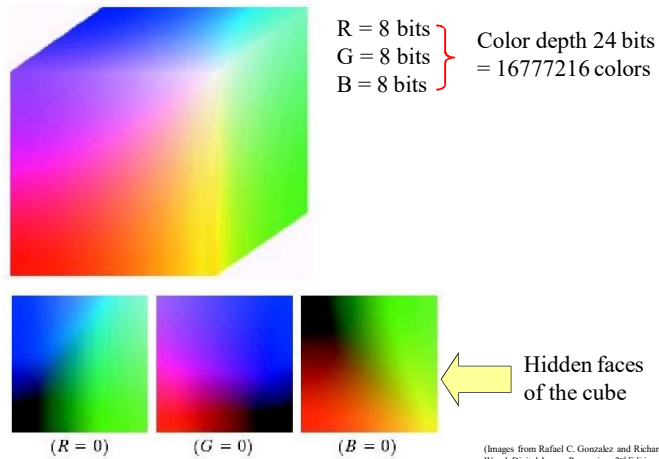 R = 8 bits
G = 8 bits
B = 8 bits
Color depth 24 bits
= 16777216 colors
Hidden faces
of the cube
(R = 0)
(G = 0)
(B = 0)
(Images from Rafael C. Gonzalez and Richar